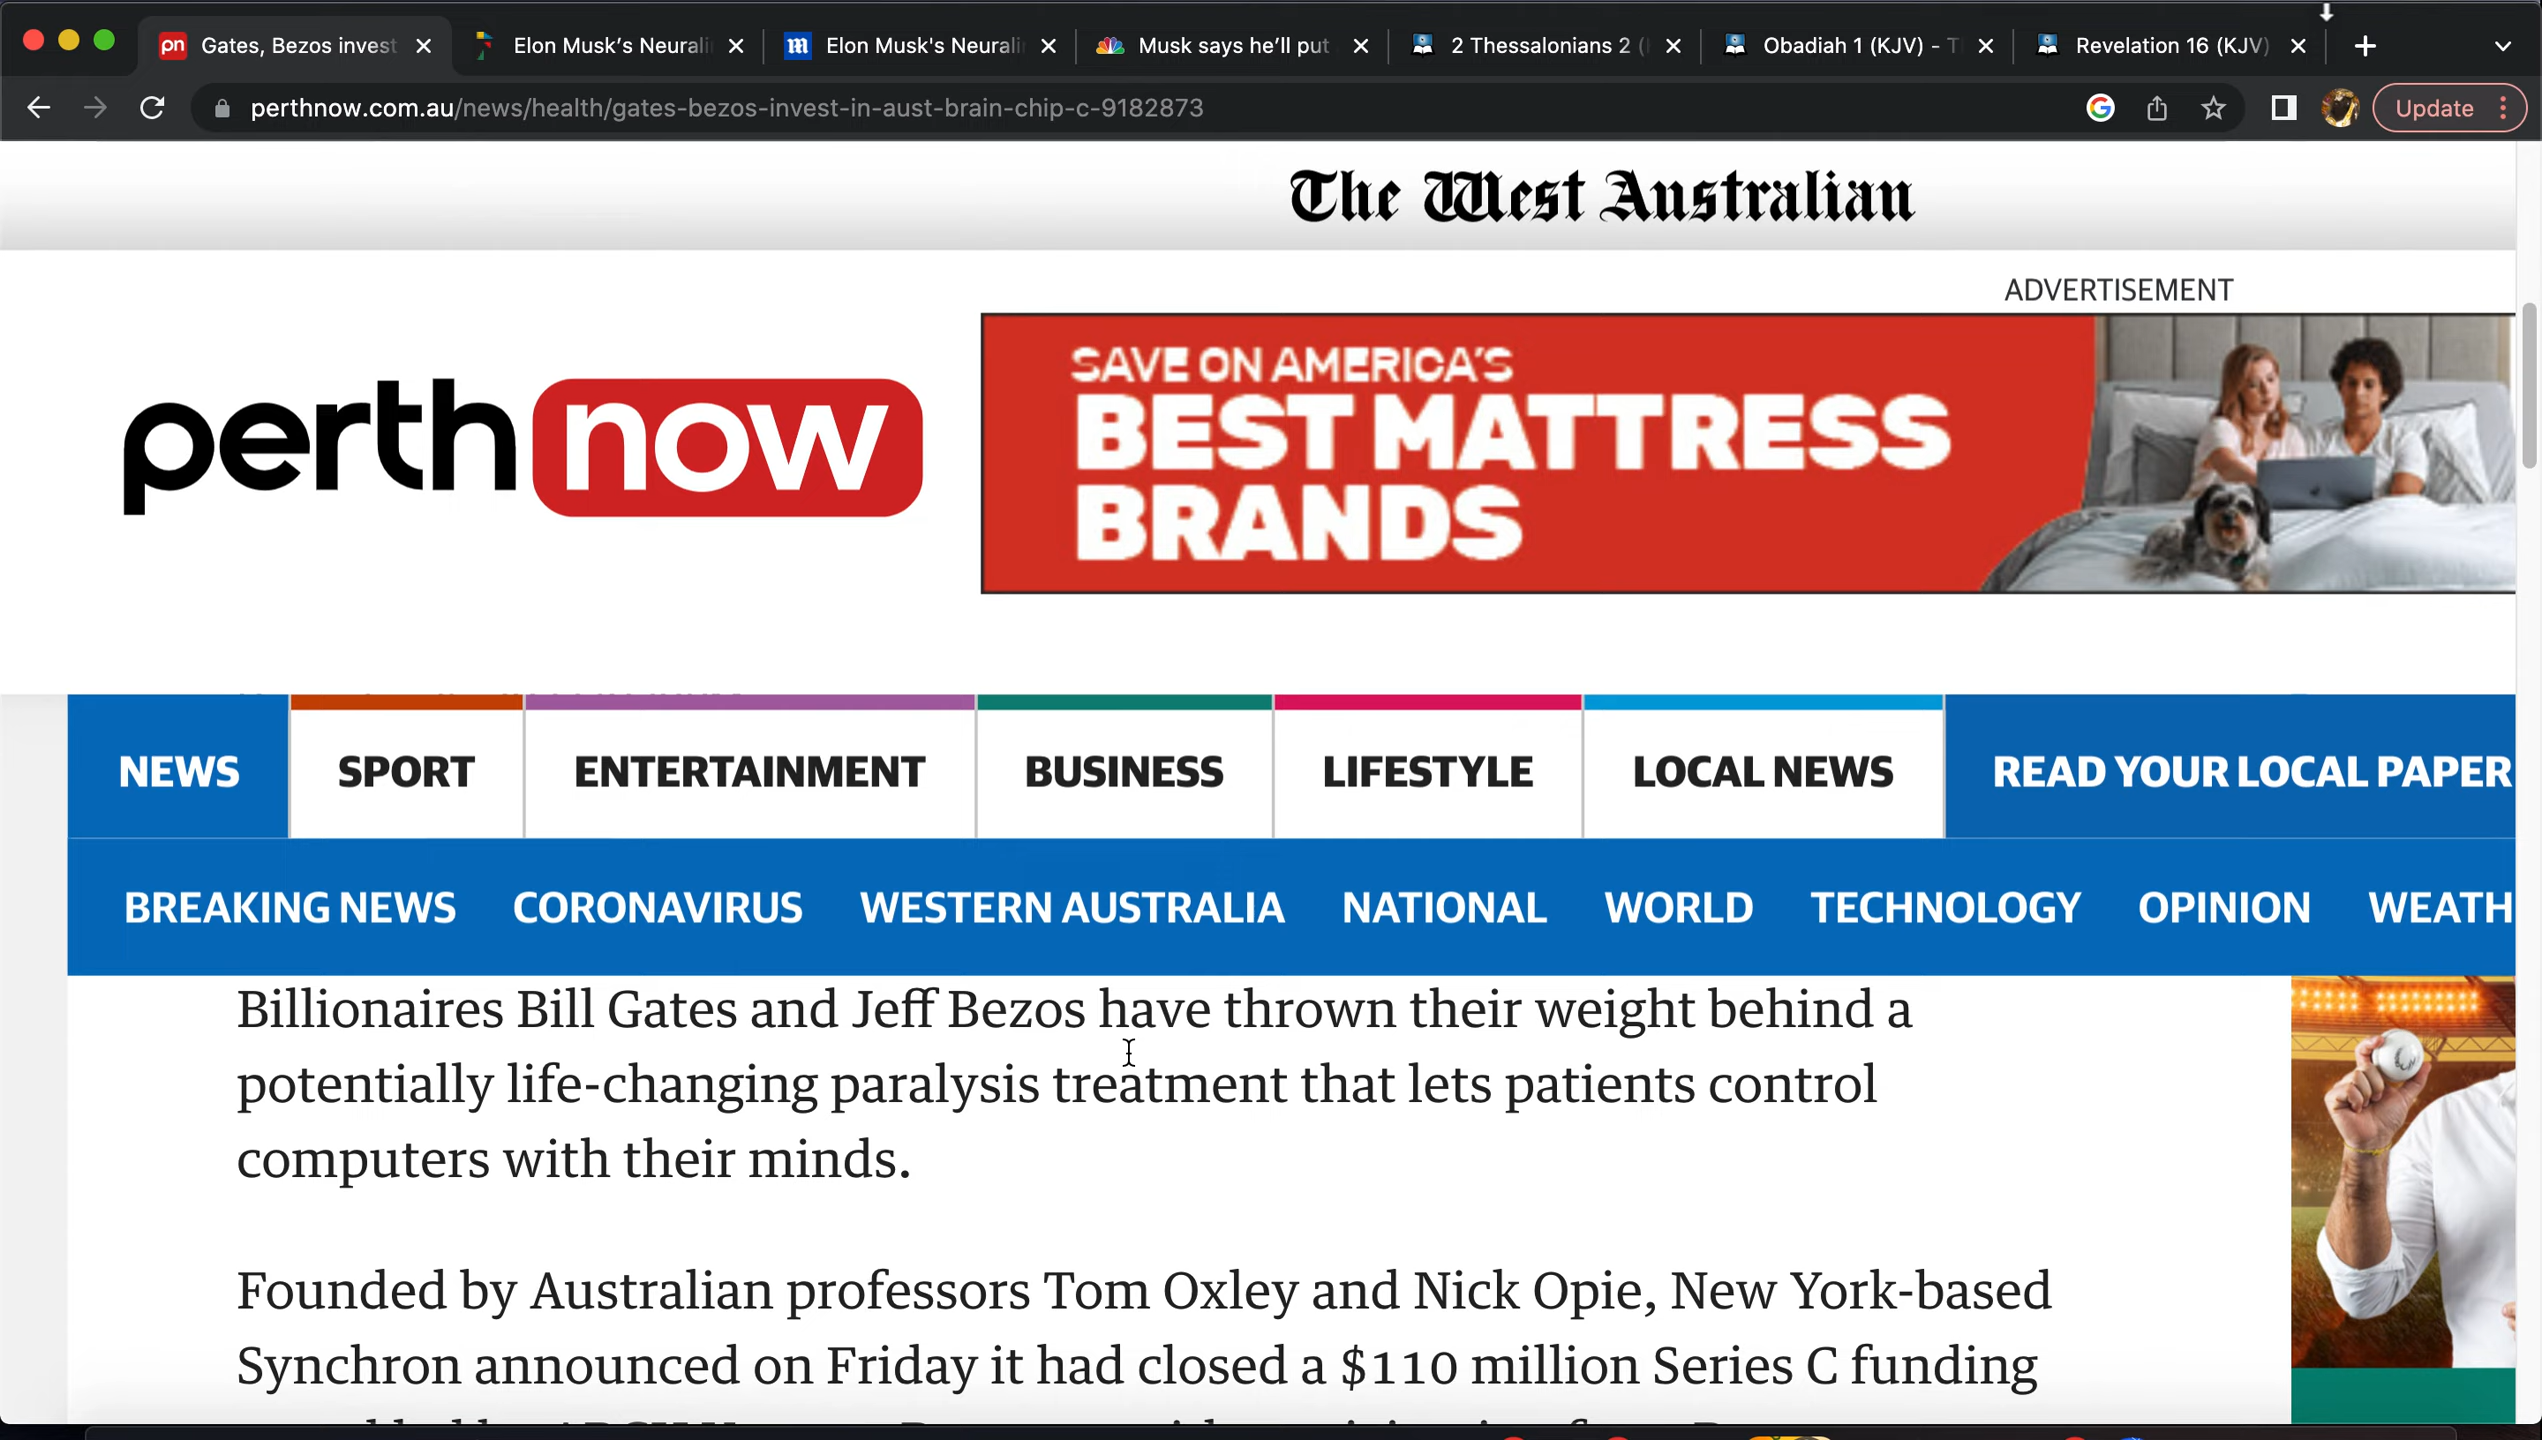 pn Gates, Bezos invest
Elon Musk's Neurali
m Elon Musk's Neurali
Musk says he'll put
2 Thessalonians 2 (
Obadiah 1 (KJV) - T
Revelation 16 (KJV)
perthnow.com.au/news/health/gates-bezos-invest-in-aust-brain-chip-c-9182873
Update
The West Australian
ADVERTISEMENT
perth now
SAVE ON AMERICA'S
BEST MATTRESS
BRANDS
NEWS SPORT ENTERTAINMENT BUSINESS LIFESTYLE LOCAL NEWS READ YOUR LOCAL PAPER
BREAKING NEWS CORONAVIRUS WESTERN AUSTRALIA NATIONAL WORLD TECHNOLOGY OPINION WEATH
Billionaires Bill Gates and Jeff Bezos have thrown their weight behind a
potentially life-changing paralysis treatment that lets patients control
computers with their minds.
Founded by Australian professors Tom Oxley and Nick Opie, New York-based
Synchron announced on Friday it had closed a $110 million Series C funding